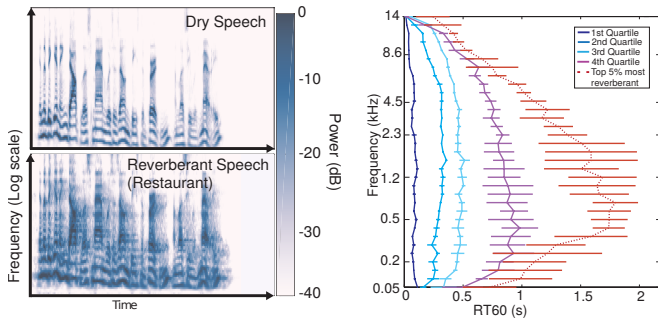 Dry Speech
Reverberant Speech
(Restaurant)
Frequency (Log scale)
Time
0
-10
-20
-30
-40
Power (dB)
14
8.6
4.5
2.3
1.2
0.5
0.2
0.05
Frequency (kHz)
0
0.5
1
1.5
2
RT60 (s)
1st Quartile
2nd Quartile
3rd Quartile
4th Quartile
Top 5% most
reverberant